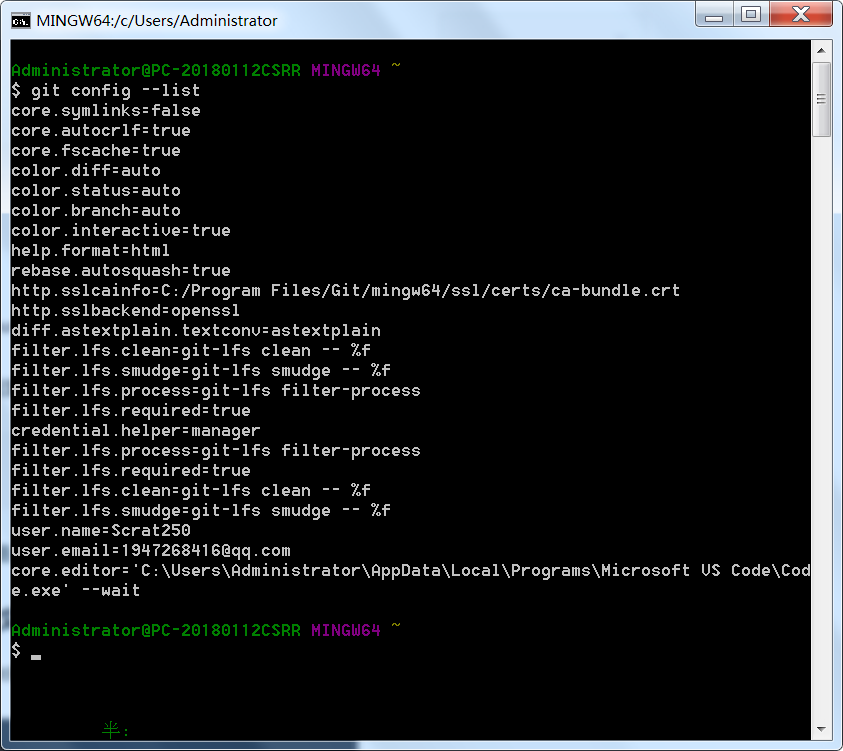 MINGW64:/c/Users/Administrator
Administrator@PC-20180112CSRR MINGW64 ~
$ git config --list
core.symlinks=false
core.autocrlf=true
core.fscache=true
color.diff=auto
color.status=auto
color.branch=auto
color.interactive=true
help.format=html
rebase.autosquash=true
http.sslcainfo=C:/Program Files/Git/mingw64/ssl/certs/ca-bundle.crt
http.sslbackend=openssl
diff.astextplain.textconv=astextplain
filter.lfs.clean=git-lfs clean -- %f
filter.lfs.smudge=git-lfs smudge -- %f
filter.lfs.process=git-lfs filter-process
filter.lfs.required=true
credential.helper=manager
filter.lfs.process=git-lfs filter-process
filter.lfs.required=true
filter.lfs.clean=git-lfs clean -- %f
filter.lfs.smudge=git-lfs smudge -- %f
user.name=Scrat250
user.email=1947268416@qq.com
core.editor='C:\Users\Administrator\AppData\Local\Programs\Microsoft VS Code\Cod
e.exe' --wait
Administrator@PC-20180112CSRR MINGW64 ~
$
半: